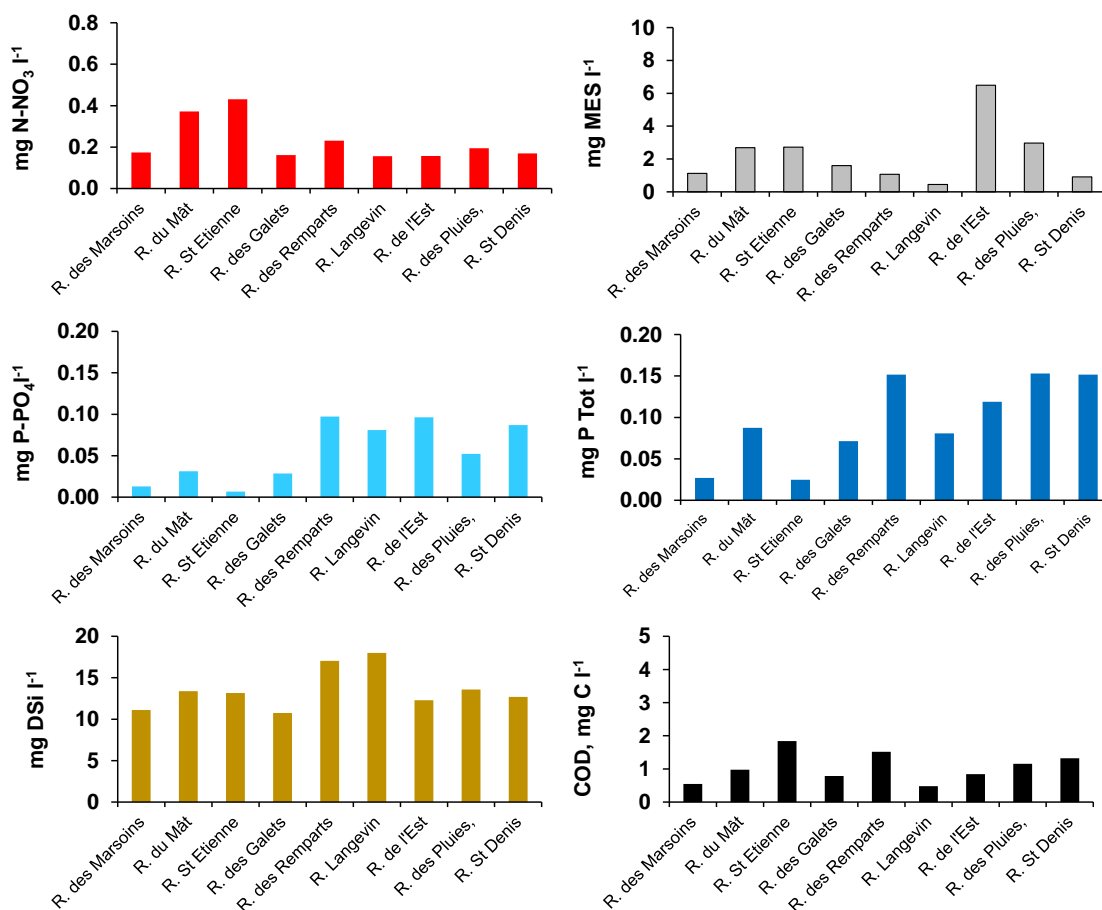 mg N-NO3 l-1
0.8
0.6
0.4
0.2
0.0
R. des Marsoins
R. du Mât
R. St Etienne
R. des Galets
R. des Remparts
R. Langevin
R. de l'Est
R. des Pluies,
R. St Denis
mg MES l-1
10
8
6
4
2
0
R. des Marsoins
R. du Mât
R. St Etienne
R. des Galets
R. des Remparts
R. Langevin
R. de l'Est
R. des Pluies,
R. St Denis
mg P-PO4l-1
0.20
0.15
0.10
0.05
0.00
R. des Marsoins
R. du Mât
R. St Etienne
R. des Galets
R. des Remparts
R. Langevin
R. de l'Est
R. des Pluies,
R. St Denis
mg P Tot l-1
0.20
0.15
0.10
0.05
0.00
R. des Marsoins
R. du Mât
R. St Etienne
R. des Galets
R. des Remparts
R. Langevin
R. de l'Est
R. des Pluies,
R. St Denis
mg DSi l-1
20
15
10
5
0
R. des Marsoins
R. du Mât
R. St Etienne
R. des Galets
R. des Remparts
R. Langevin
R. de l'Est
R. des Pluies,
R. St Denis
COD, mg C l-1
5
4
3
2
1
0
R. des Marsoins
R. du Mât
R. St Etienne
R. des Galets
R. des Remparts
R. Langevin
R. de l'Est
R. des Pluies,
R. St Denis